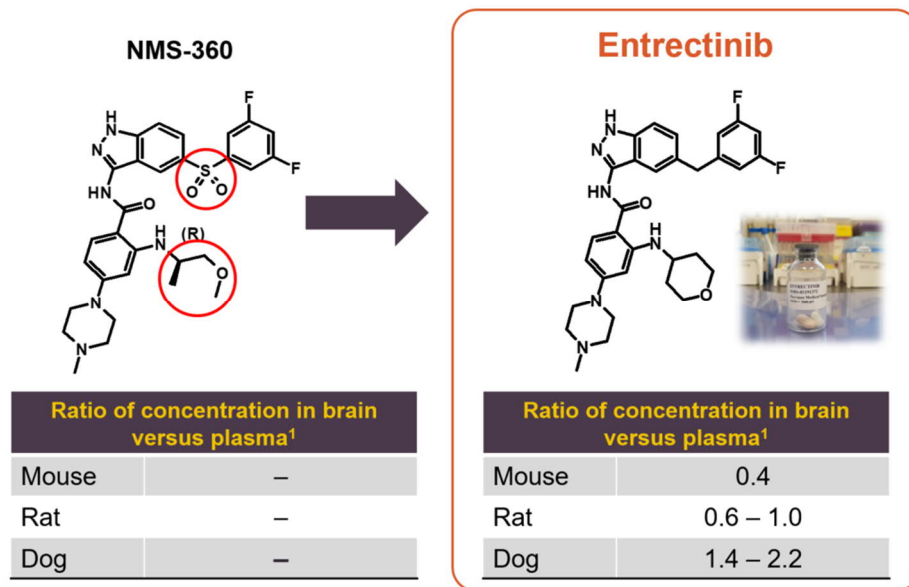 NMS-360
Entrectinib
F
H
N
N
F
S
O
O
HN
O
H
N
(R)
O
N
N
F
H
N
N
F
HN
O
H
N
O
N
N
ENTRECTINIB
Ratio of concentration in brain
versus plasma1
Mouse –
Rat –
Dog –
Ratio of concentration in brain
versus plasma1
Mouse 0.4
Rat 0.6 – 1.0
Dog 1.4 – 2.2